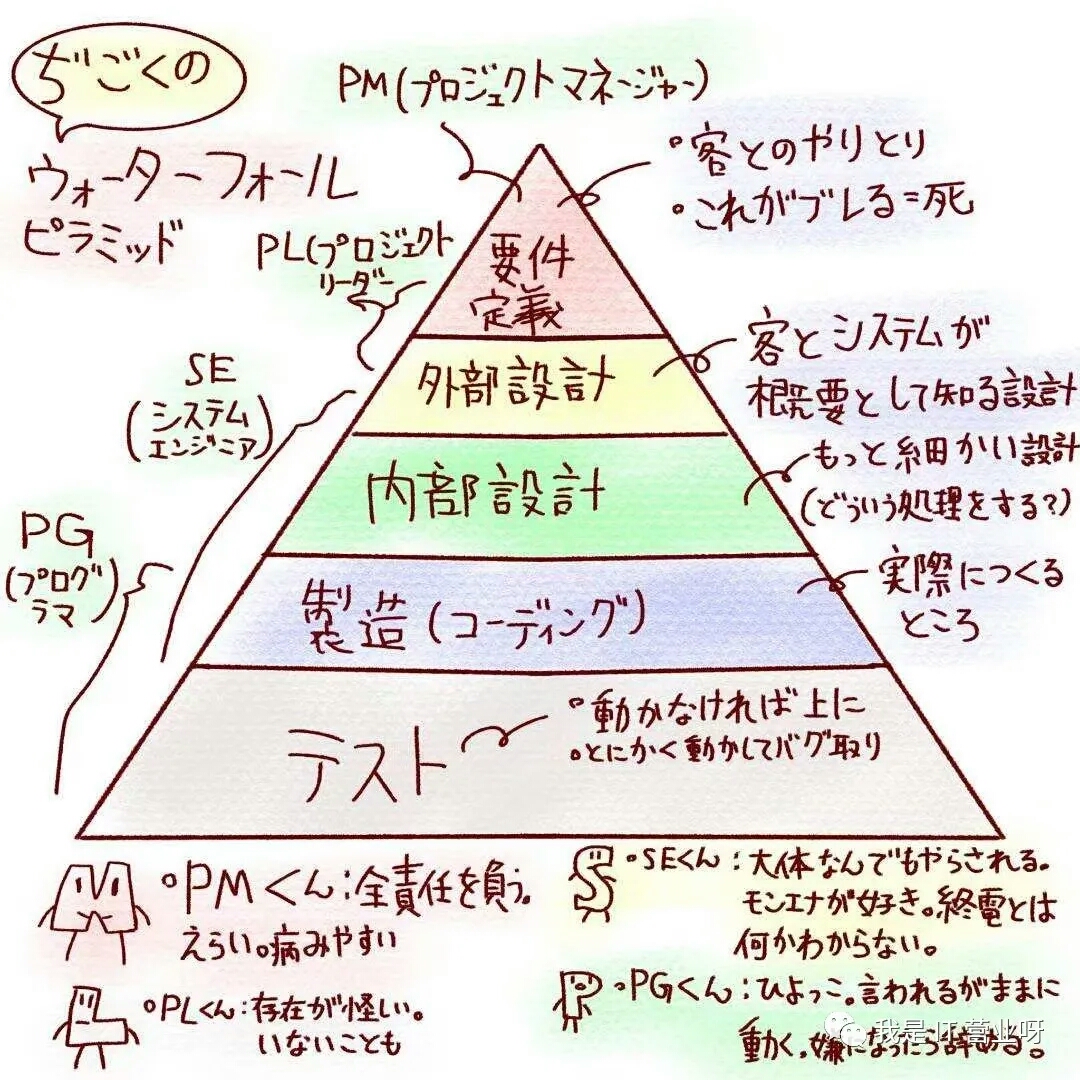 ぢごくの
ウォーターフォール
ピラミッド
PM(プロジェクトマネージャー)
。客とのやりとり
。これがブレる=死
PL(プロジェクト
リーダー
要件
定義
SE
(システム
エンジニア)
外部設計
客とシステムが
概要として知る設計
内部設計
もっと細かい設計
(どういう処理をする?)
PG
(プログ
ラマ)
製造(コーディング)
実際につくる
ところ
テスト
。動かなければ上に
。とにかく動かしてバグ取り
。PMくん:全責任を負う。
えらい。病みやすい
。PLくん:存在が怪しい。
いないことも
。SEくん:大体なんでもやらされる。
モンエナが好き。終電とは
何かわからない。
。PGくん:ひよっこ。言われるがままに
動く。嫌になったら辞める。
我是IT营业呀